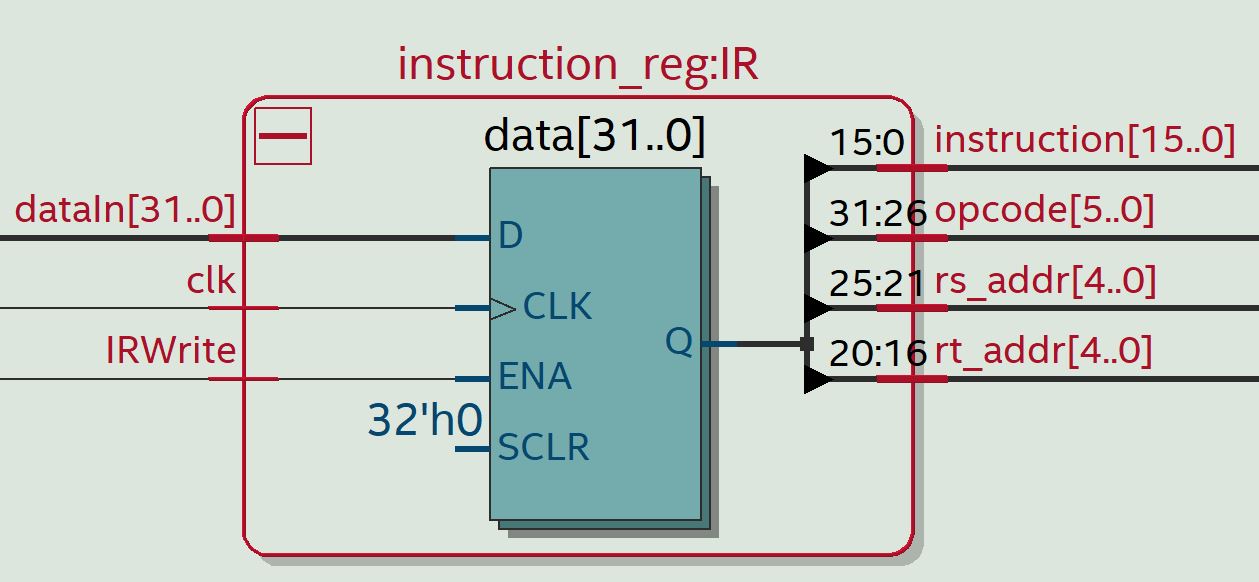 instruction_reg:IR
data[31..0]
15:0
instruction[15..0]
dataIn[31..0]
D
31:26
opcode[5..0]
clk
CLK
25:21
rs_addr[4..0]
IRWrite
ENA
Q
20:16
rt_addr[4..0]
32'h0
SCLR